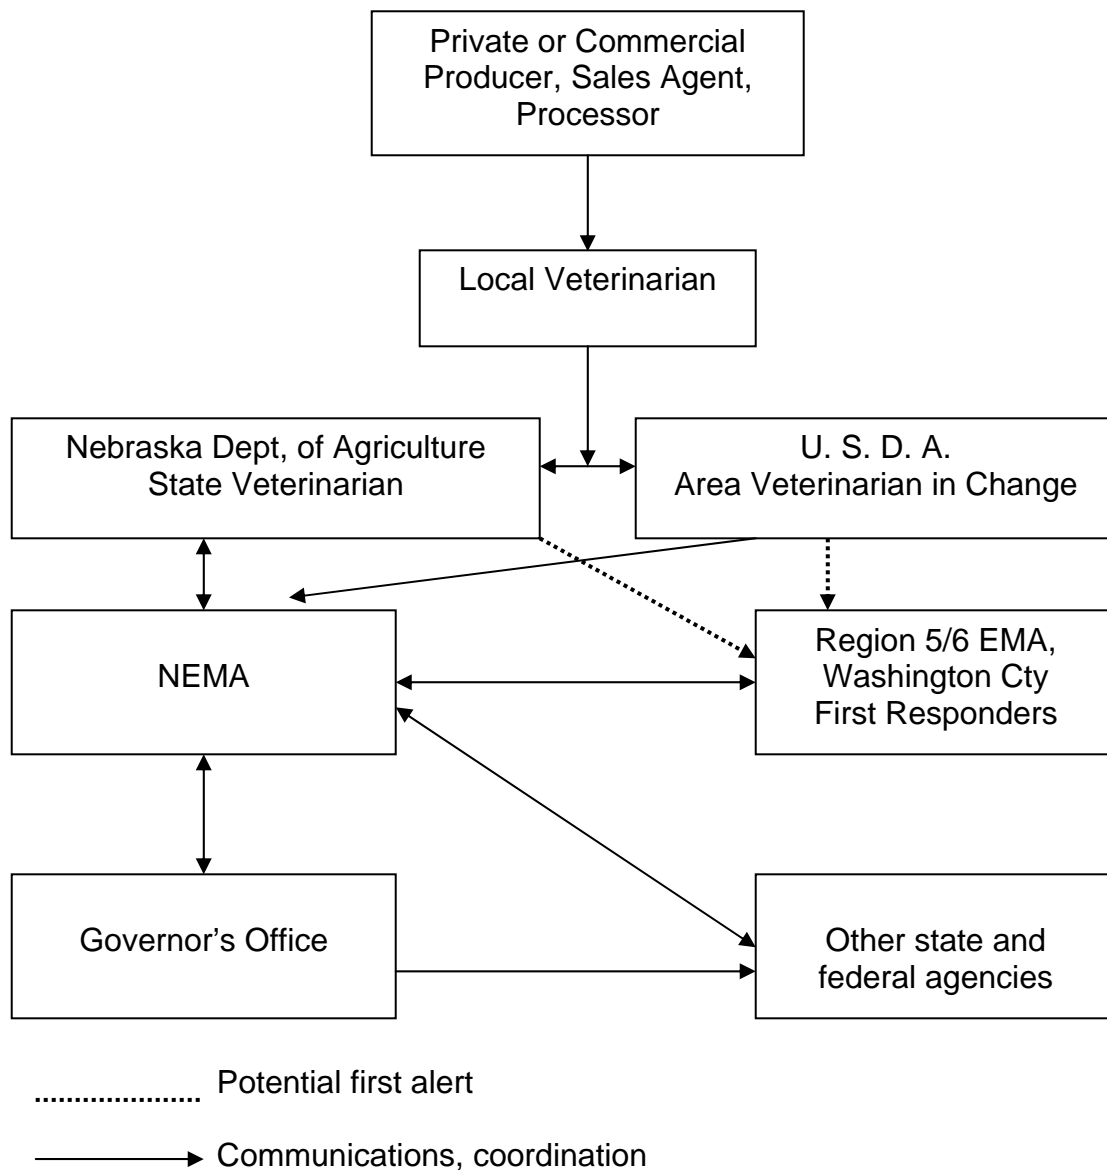 Private or Commercial
Producer, Sales Agent,
Processor
Local Veterinarian
Nebraska Dept, of Agriculture
State Veterinarian
U. S. D. A.
Area Veterinarian in Change
NEMA
Region 5/6 EMA,
Washington Cty
First Responders
Governor’s Office
Other state and
federal agencies
Potential first alert
Communications, coordination